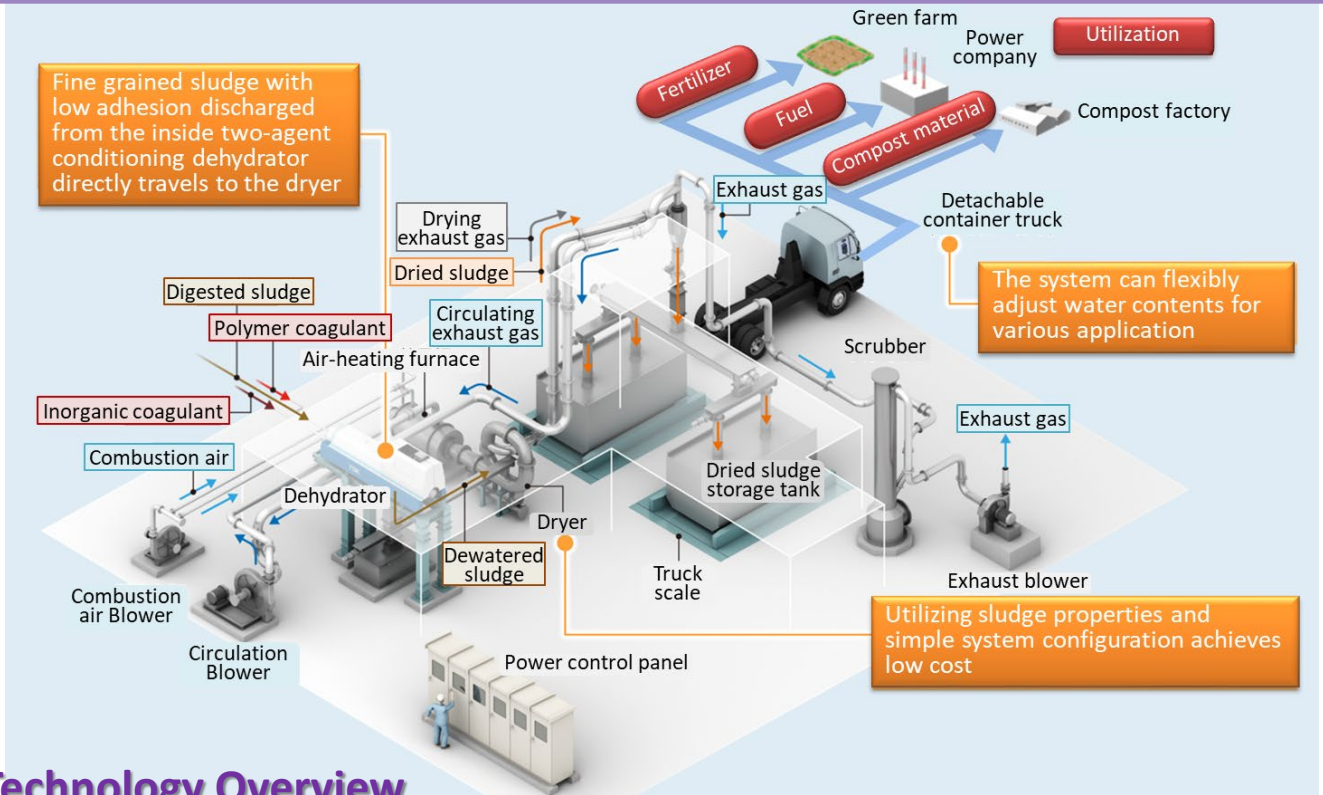 Green farm
Power
company
Utilization
Fertilizer
Fuel
Compost material
Compost factory
Fine grained sludge with
low adhesion discharged
from the inside two-agent
conditioning dehydrator
directly travels to the dryer
Exhaust gas
Detachable
container truck
Drying
exhaust gas
Dried sludge
The system can flexibly
adjust water contents for
various application
Digested sludge
Polymer coagulant
Circulating
exhaust gas
Air-heating furnace
Scrubber
Inorganic coagulant
Exhaust gas
Combustion air
Dehydrator
Dried sludge
storage tank
Dryer
Dewatered
sludge
Truck
scale
Exhaust blower
Combustion
air Blower
Circulation
Blower
Utilizing sludge properties and
simple system configuration achieves
low cost
Power control panel
Technology Overview